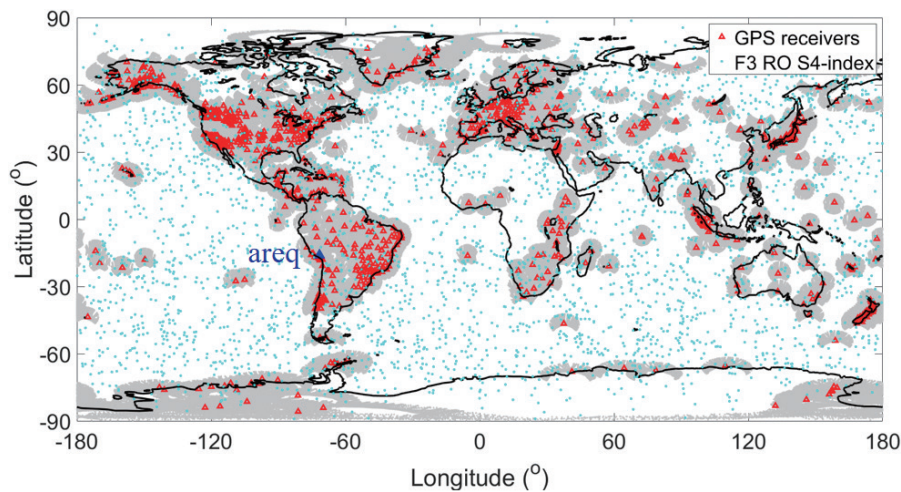 90
60
30
0
-30
-60
-90
Latitude (o)
GPS receivers
F3 RO S4-index
areq
-180 -120 -60 0 60 120 180
Longitude (o)